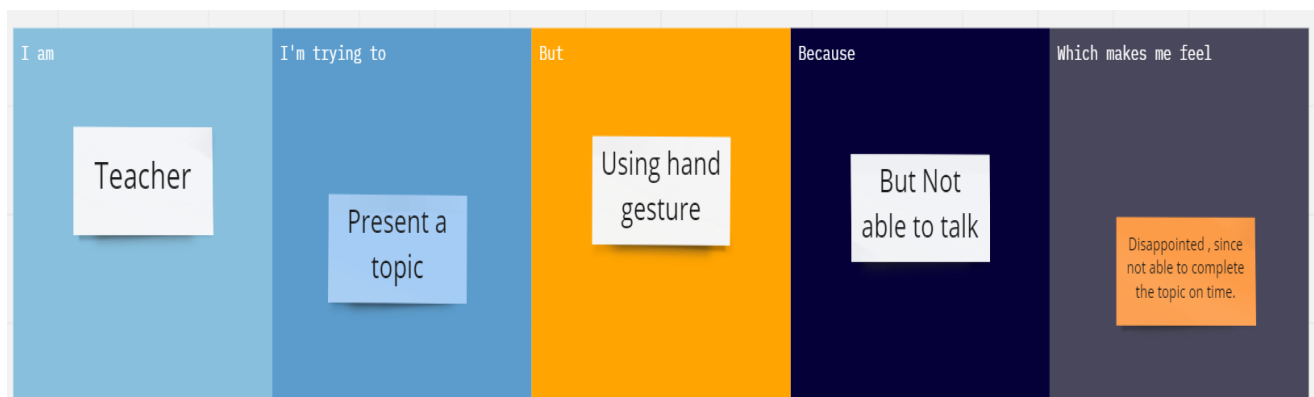 I am
Teacher
I'm trying to
Present a
topic
But
Using hand
gesture
Because
But Not
able to talk
Which makes me feel
Disappointed , since
not able to complete
the topic on time.